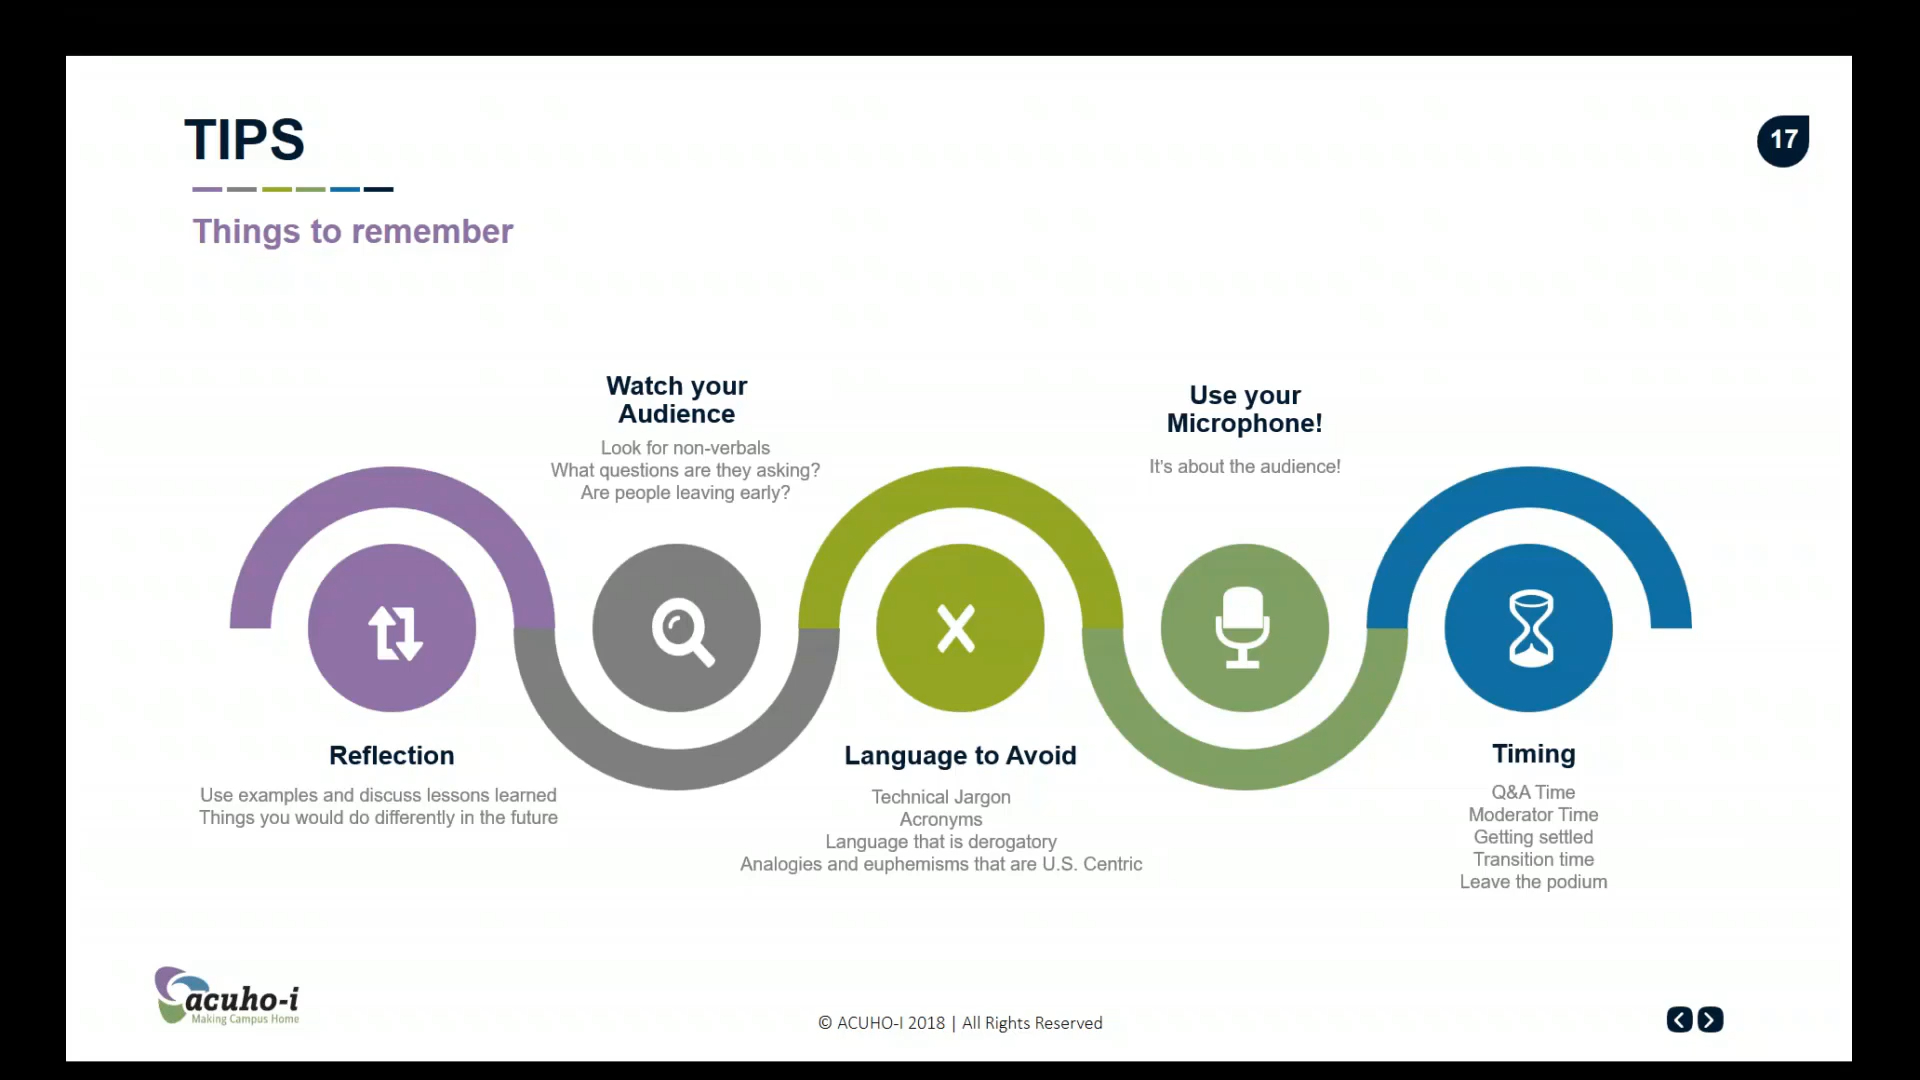 TIPS
17
Things to remember
Watch your
Audience
Look for non-verbals
What questions are they asking?
Are people leaving early?
Use your
Microphone!
It's about the audience!
Reflection
Use examples and discuss lessons learned
Things you would do differently in the future
Language to Avoid
Technical Jargon
Acronyms
Language that is derogatory
Analogies and euphemisms that are U.S. Centric
Timing
Q&A Time
Moderator Time
Getting settled
Transition time
Leave the podium
acuho-i
Making Campus Home
© ACUHO-I 2018 | All Rights Reserved